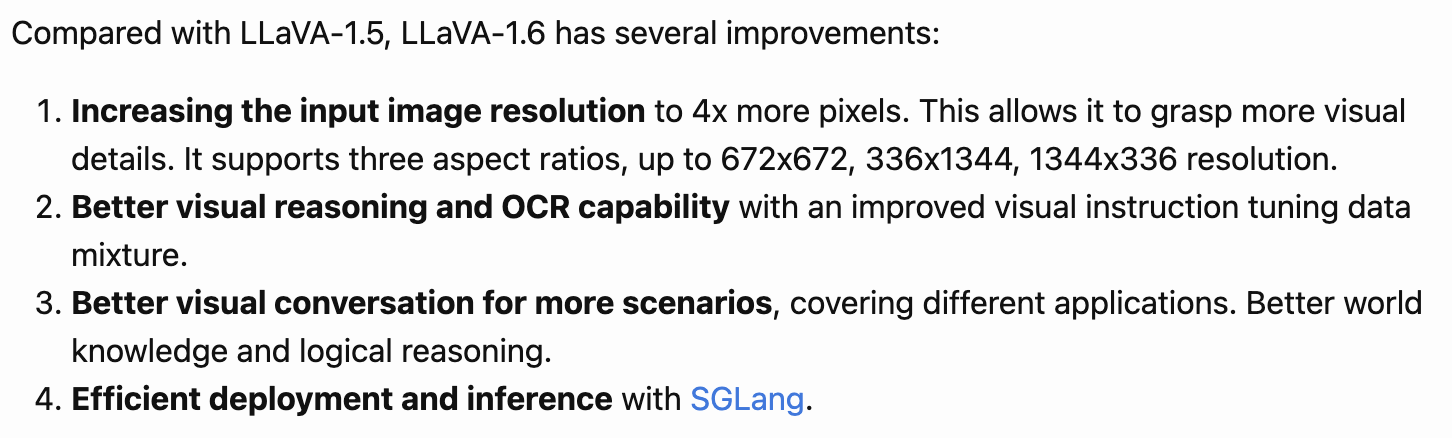 Compared with LLaVA-1.5, LLaVA-1.6 has several improvements:
1. Increasing the input image resolution to 4x more pixels. This allows it to grasp more visual
details. It supports three aspect ratios, up to 672x672, 336x1344, 1344x336 resolution.
2. Better visual reasoning and OCR capability with an improved visual instruction tuning data
mixture.
3. Better visual conversation for more scenarios, covering different applications. Better world
knowledge and logical reasoning.
4. Efficient deployment and inference with SGLang.